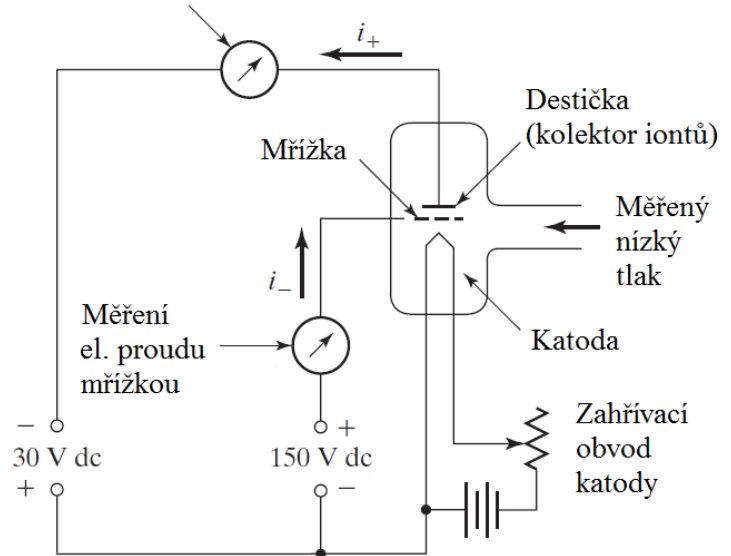 i₊
Destička
(kolektor iontů)
Mřížka
Měřený
nízký
tlak
i₋
Měření
el. proudu
mřížkou
Katoda
− +
30 V dc 150 V dc
+ −
Zahřívací
obvod
katody